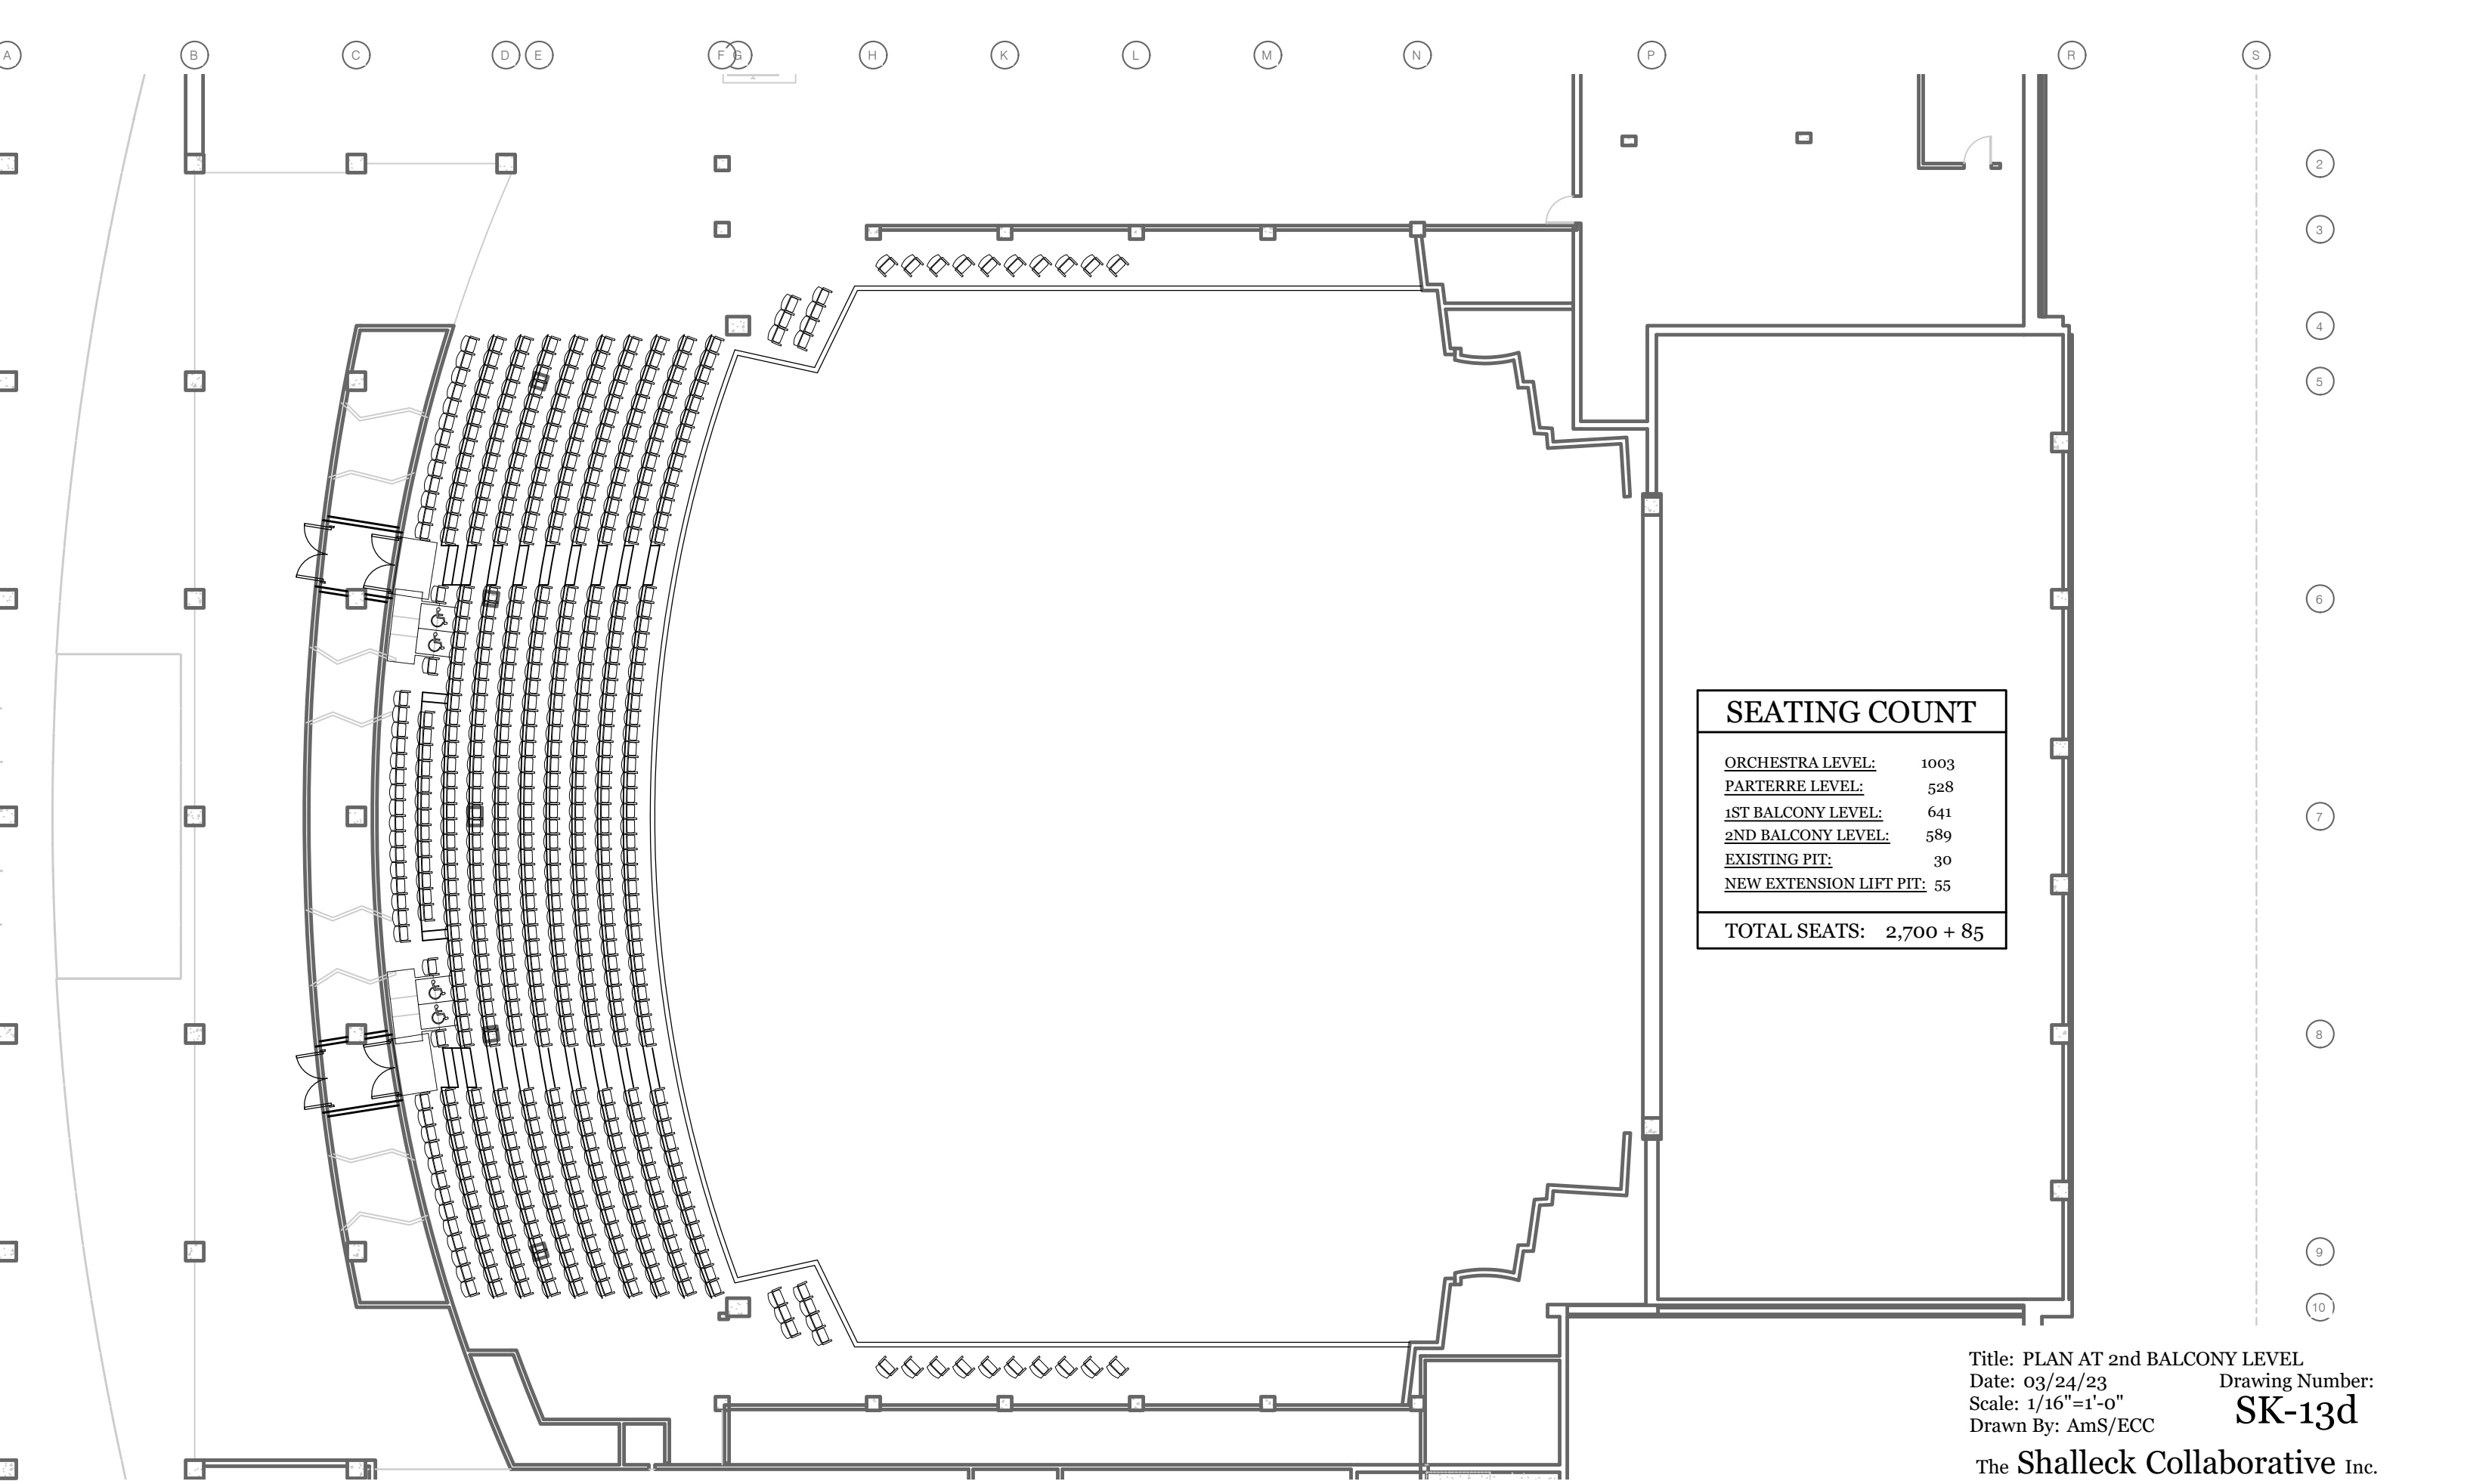 A B C D E F G H K L M N P R S
2
3
4
5
6
7
8
9
10
SEATING COUNT
ORCHESTRA LEVEL: 1003
PARTERRE LEVEL: 528
1ST BALCONY LEVEL: 641
2ND BALCONY LEVEL: 589
EXISTING PIT: 30
NEW EXTENSION LIFT PIT: 55
TOTAL SEATS: 2,700 + 85
Title: PLAN AT 2nd BALCONY LEVEL
Date: 03/24/23 Drawing Number:
Scale: 1/16"=1'-0" SK-13d
Drawn By: AmS/ECC
The Shalleck Collaborative Inc.